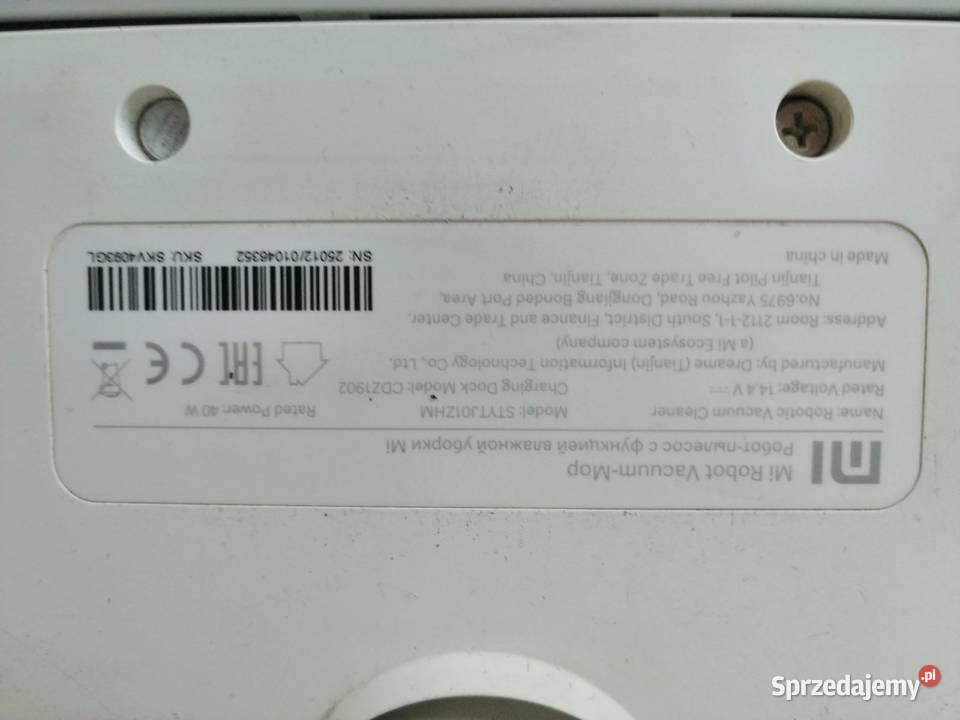 mi
Mi Robot Vacuum-Mop
Робот-пылесос с функцией влажной уборки Mi
Name: Robotic Vacuum Cleaner Model: STYTJ01ZHM Rated Power: 40 W
Rated Voltage: 14.4 V Charging Dock Model: CDZ1902
Manufactured by: Dreame (Tianjin) Information Technology Co., Ltd.
(a Mi Ecosystem company)
Address: Room 2112-1-1, South District, Finance and Trade Center,
No.6975 Yazhou Road, Dongjiang Bonded Port Area,
Tianjin Pilot Free Trade Zone, Tianjin, China
Made in china
EAC CE
SN: 25012/01046352 SKU: SKV4093GL
Sprzedajemy.pl